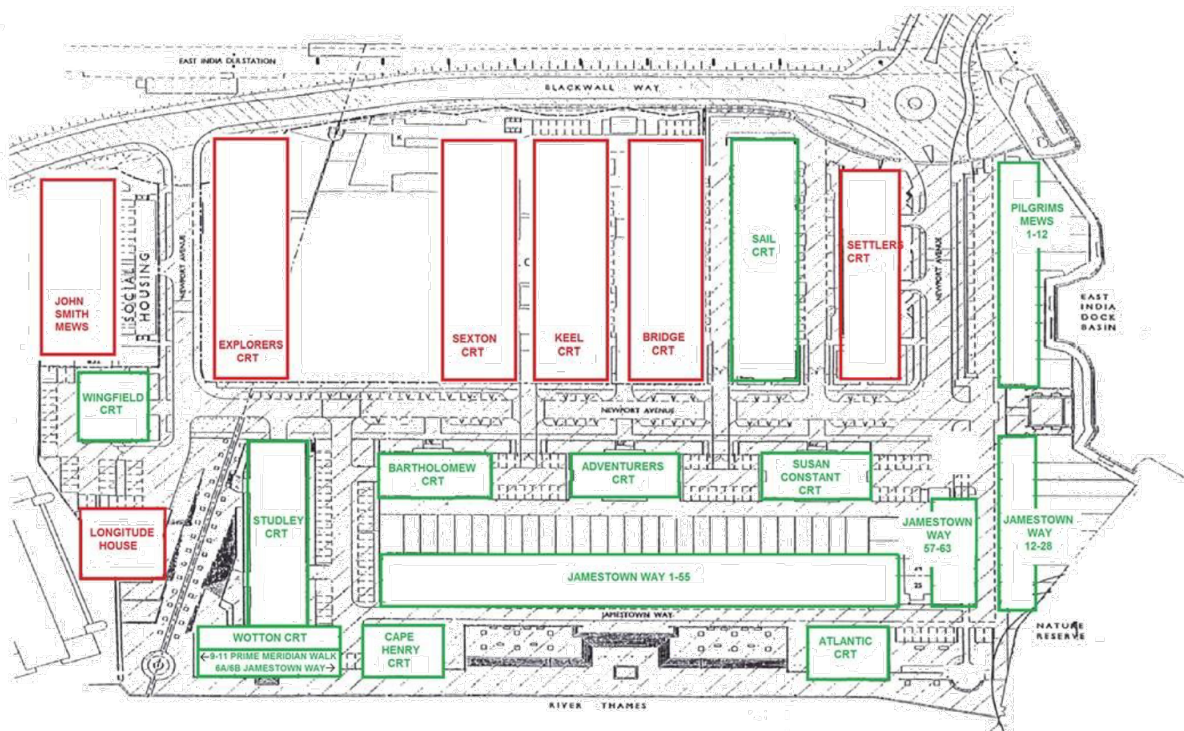 EAST INDIA DLR STATION
BLACKWALL WAY
JOHN
SMITH
MEWS
SOCIAL
HOUSING
NEWPORT AVENUE
EXPLORERS
CRT
SEXTON
CRT
KEEL
CRT
BRIDGE
CRT
SAIL
CRT
SETTLERS
CRT
NEWPORT AVENUE
PILGRIMS
MEWS
1-12
EAST
INDIA
DOCK
BASIN
WINGFIELD
CRT
NEWPORT AVENUE
LONGITUDE
HOUSE
STUDLEY
CRT
BARTHOLOMEW
CRT
ADVENTURERS
CRT
SUSAN
CONSTANT
CRT
JAMESTOWN
WAY
57-63
JAMESTOWN
WAY
12-28
JAMESTOWN WAY 1-55
25
JAMESTOWN WAY
NATURE
RESERVE
WOTTON CRT
←9-11 PRIME MERIDIAN WALK
6A/6B JAMESTOWN WAY→
CAPE
HENRY
CRT
ATLANTIC
CRT
RIVER THAMES